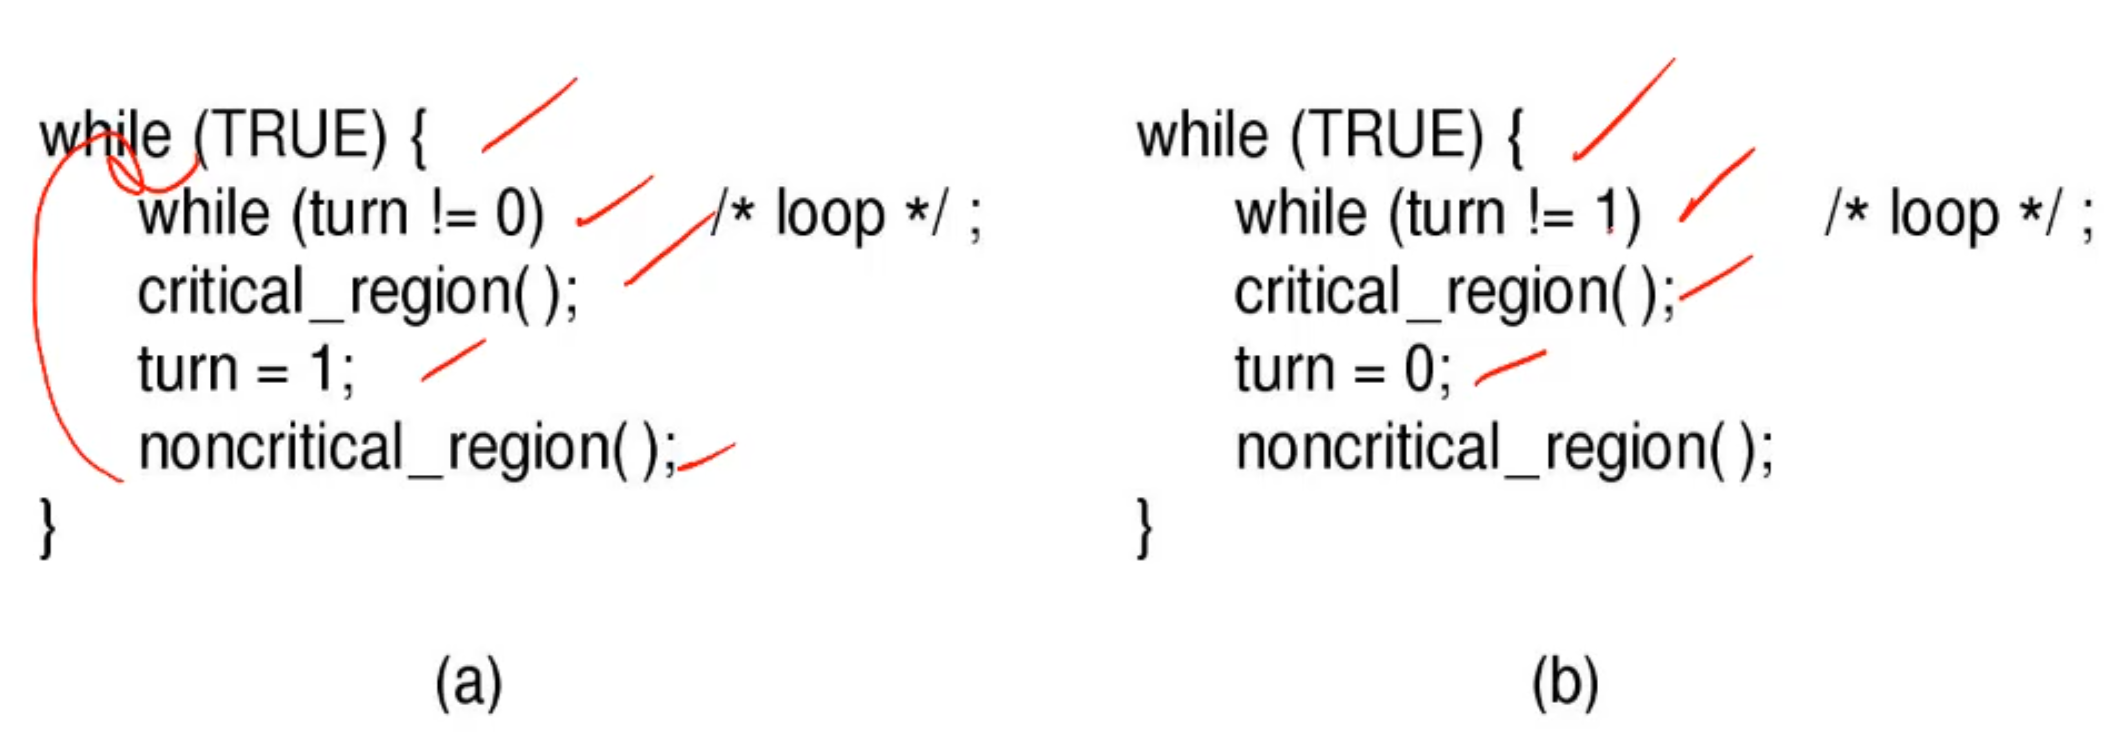 while (TRUE) {
while (turn != 0) /* loop */ ;
critical_region( );
turn = 1;
noncritical_region( );
}
(a)
while (TRUE) {
while (turn != 1) /* loop */ ;
critical_region( );
turn = 0;
noncritical_region( );
}
(b)